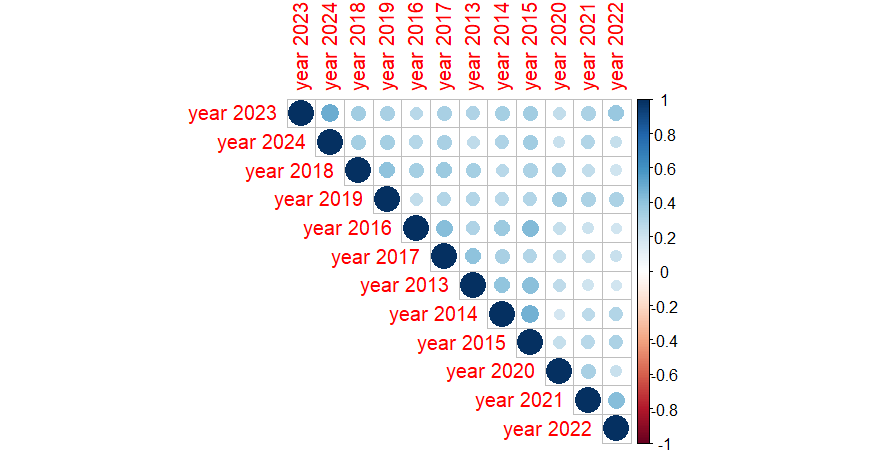 year 2023
year 2024
year 2018
year 2019
year 2016
year 2017
year 2013
year 2014
year 2015
year 2020
year 2021
year 2022
year 2023
year 2024
year 2018
year 2019
year 2016
year 2017
year 2013
year 2014
year 2015
year 2020
year 2021
year 2022
1
0.8
0.6
0.4
0.2
0
-0.2
-0.4
-0.6
-0.8
-1